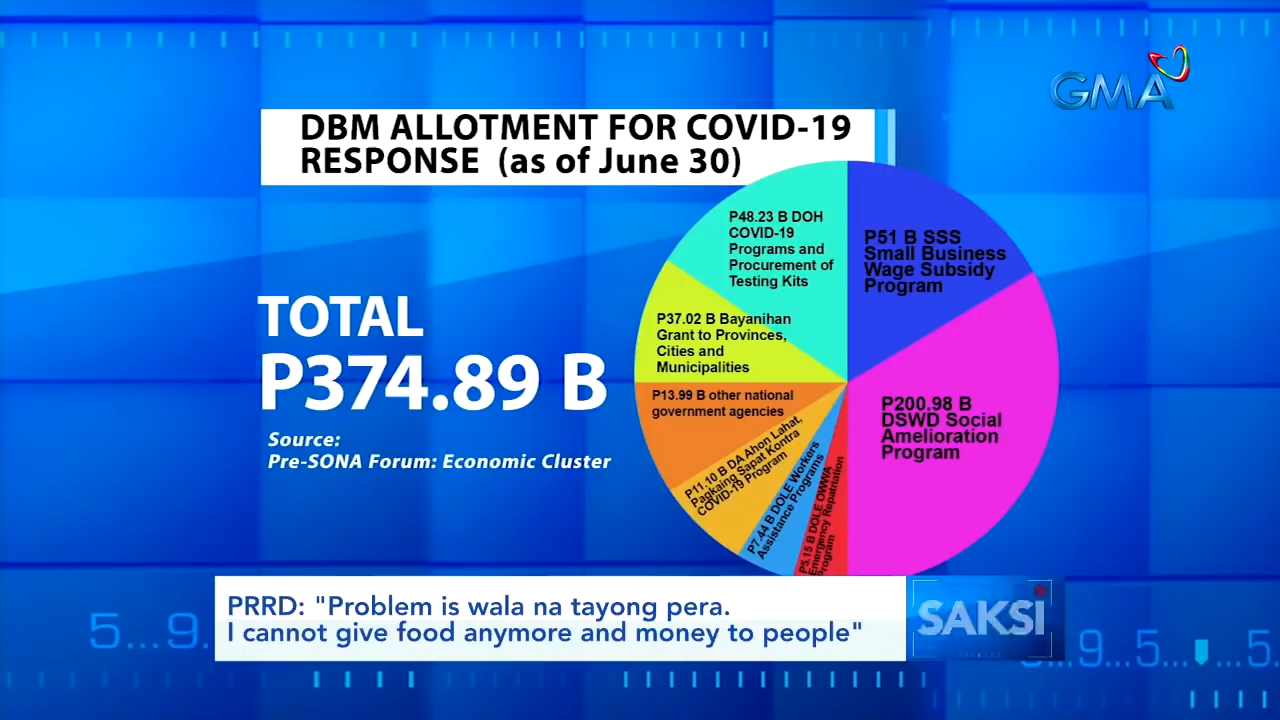 GMA
DBM ALLOTMENT FOR COVID-19
RESPONSE (as of June 30)
TOTAL
P374.89 B
Source:
Pre-SONA Forum: Economic Cluster
P48.23 B DOH
COVID-19
Programs and
Procurement of
Testing Kits
P51 B SSS
Small Business
Wage Subsidy
Program
P37.02 B Bayanihan
Grant to Provinces,
Cities and
Municipalities
P13.99 B other national
government agencies
P200.98 B
DSWD Social
Amelioration
Program
P11.10 B DA Ahon Lahat,
Pagkaing Sapat Kontra
COVID-19 Program
P7.44 B DOLE Workers
Assistance Programs
P5.15 B DOLE OWWA
Emergency Repatriation
Program
PRRD: "Problem is wala na tayong pera.
I cannot give food anymore and money to people"
SAKSI
5...9.
.9...5...
...5.